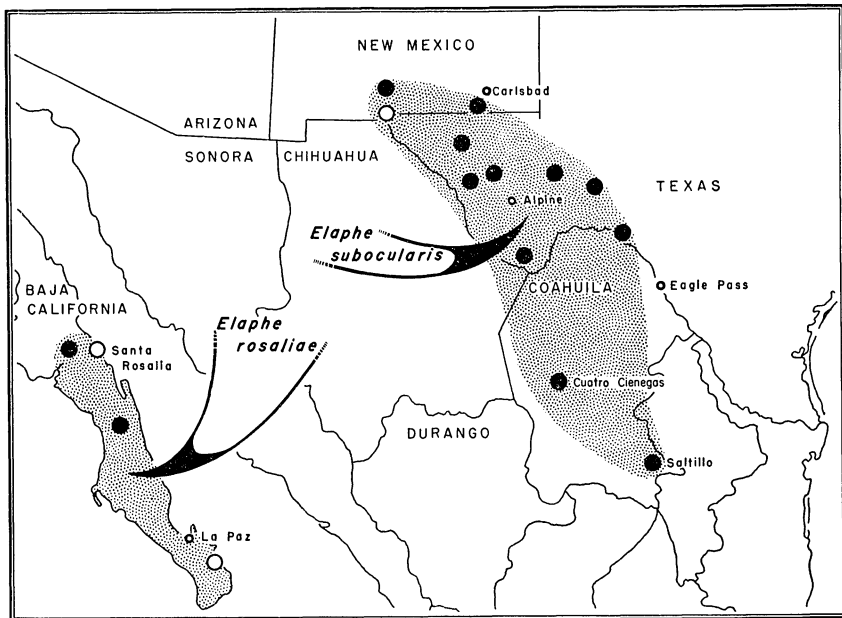 NEW MEXICO
Carlsbad
ARIZONA
SONORA
CHIHUAHUA
TEXAS
Alpine
Elaphe
subocularis
BAJA
CALIFORNIA
COAHUILA
Eagle Pass
Elaphe
rosaliae
Santa
Rosalia
Cuatro Cienegas
DURANGO
Saltillo
La Paz